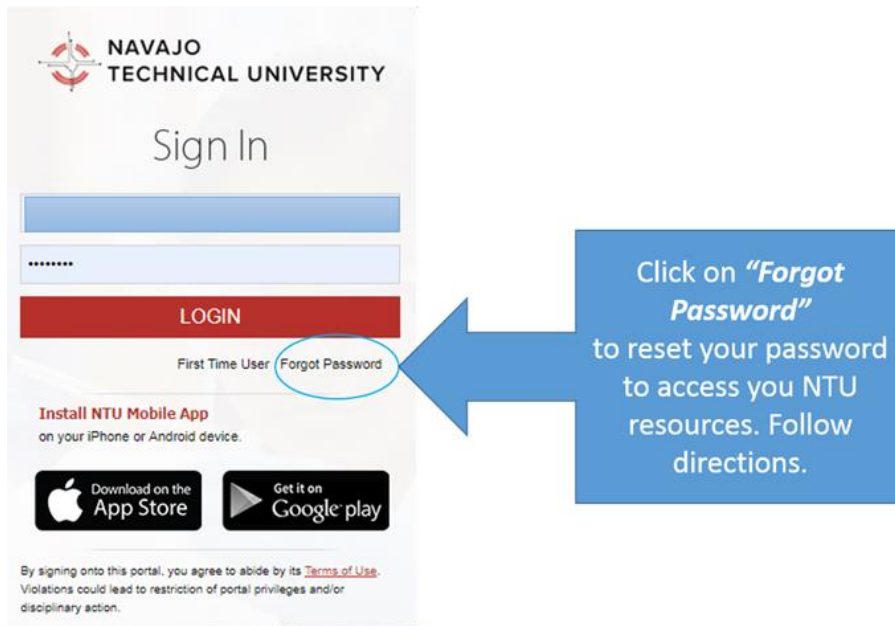 NAVAJO
TECHNICAL UNIVERSITY
Sign In
••••••••
LOGIN
First Time User Forgot Password
Install NTU Mobile App
on your iPhone or Android device.
Download on the
App Store
Get it on
Google play
By signing onto this portal, you agree to abide by its Terms of Use.
Violations could lead to restriction of portal privileges and/or
disciplinary action.
Click on “Forgot
Password”
to reset your password
to access you NTU
resources. Follow
directions.